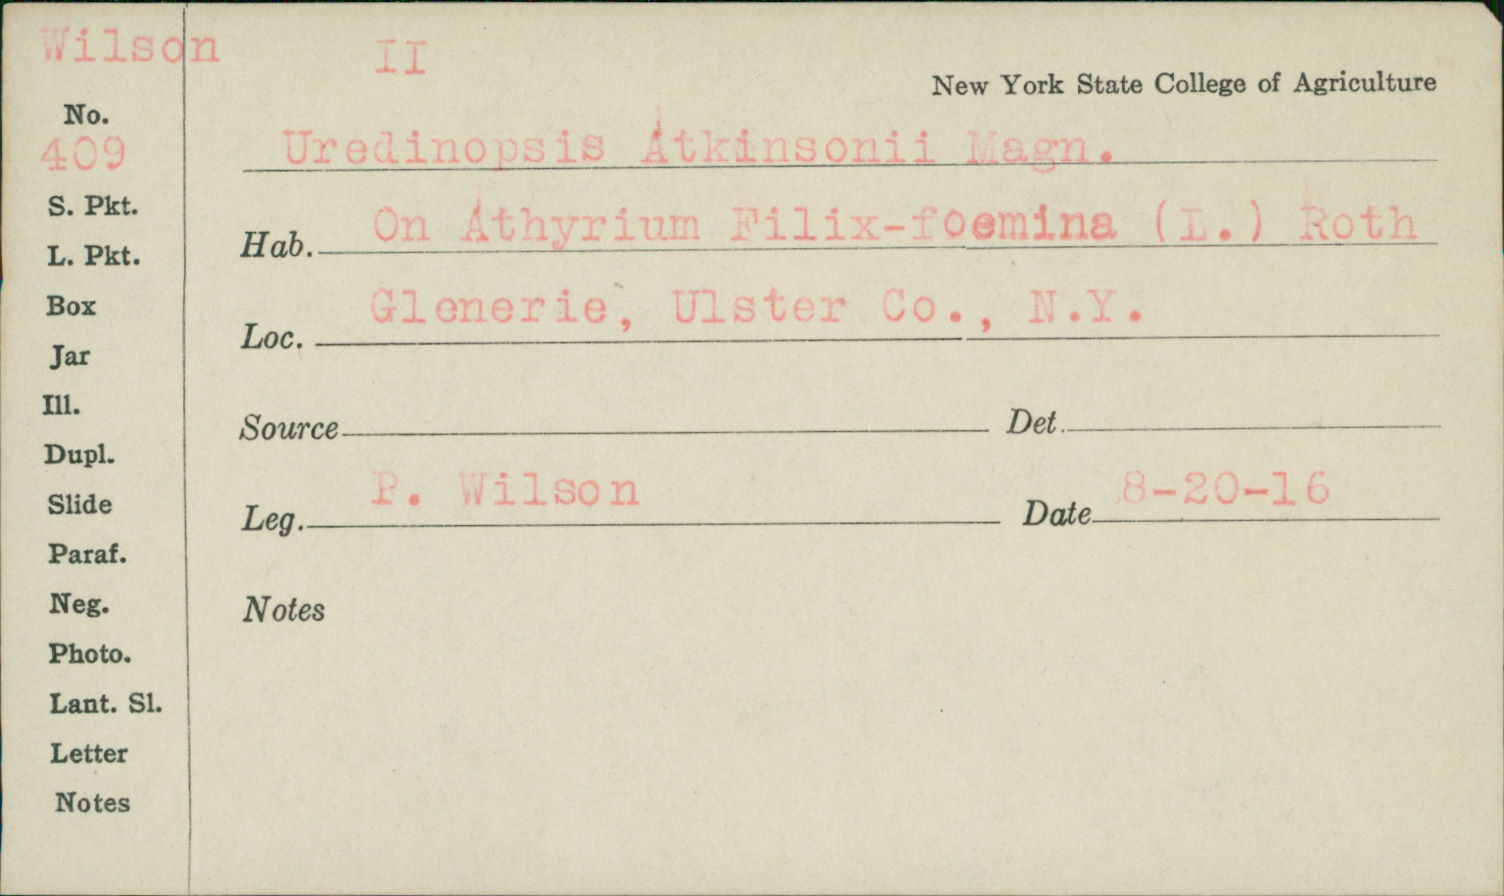 Wilson II
New York State College of Agriculture
No.
409
Uredinopsis Atkinsonii Magn.
S. Pkt.
Hab. On Athyrium Filix-foemina (L.) Roth
L. Pkt.
Box
Loc. Glenerie, Ulster Co., N.Y.
Jar
Ill.
Source Det.
Dupl.
Slide
Leg. P. Wilson Date 8-20-16
Paraf.
Neg.
Notes
Photo.
Lant. Sl.
Letter
Notes